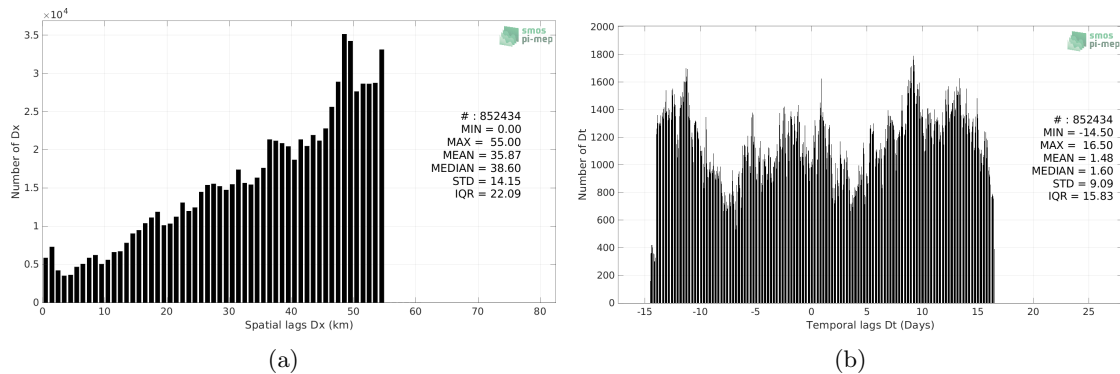 ×10⁴
3.5
3
2.5
2
1.5
1
0.5
0
Number of Dx
0 10 20 30 40 50 60 70 80
Spatial lags Dx (km)
smos
pi-mep
# : 852434
MIN = 0.00
MAX = 55.00
MEAN = 35.87
MEDIAN = 38.60
STD = 14.15
IQR = 22.09
(a)
2000
1800
1600
1400
1200
1000
800
600
400
200
0
Number of Dt
-15 -10 -5 0 5 10 15 20 25
Temporal lags Dt (Days)
smos
pi-mep
# : 852434
MIN = -14.50
MAX = 16.50
MEAN = 1.48
MEDIAN = 1.60
STD = 9.09
IQR = 15.83
(b)